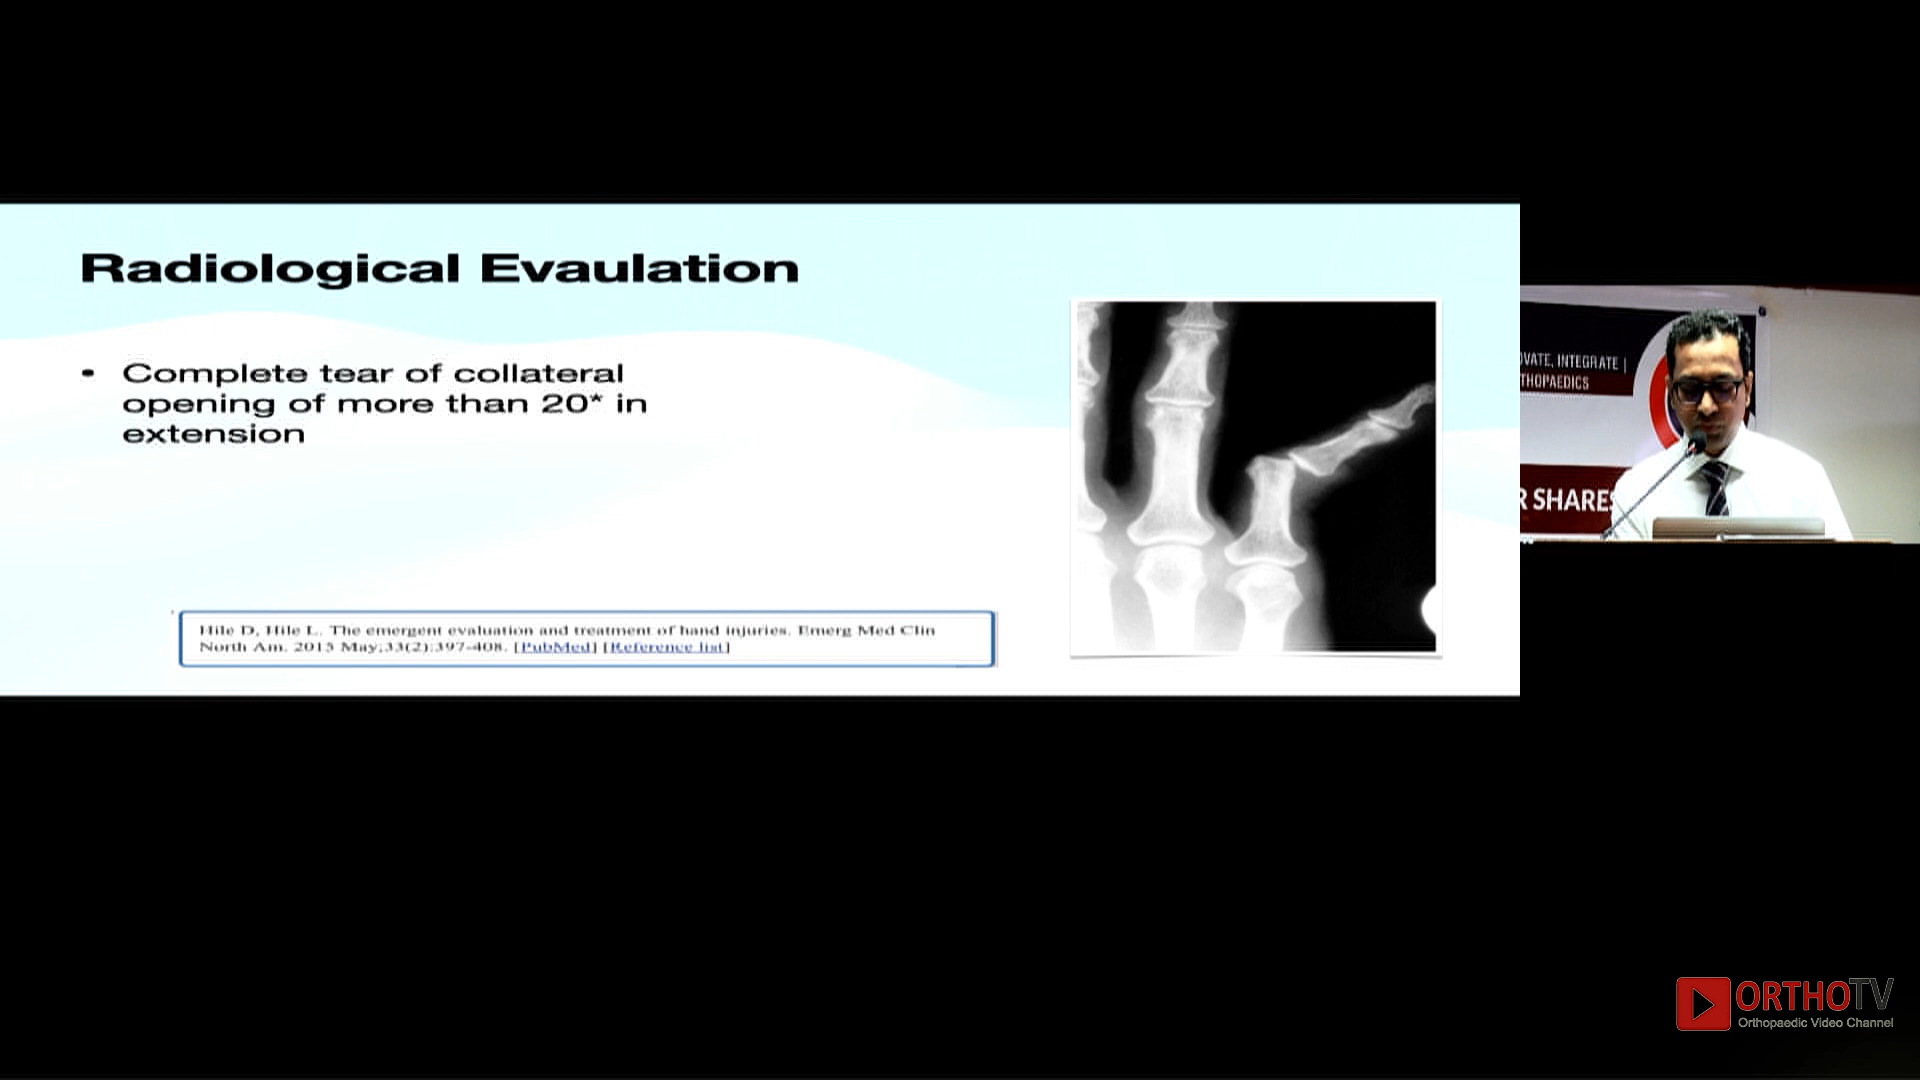 Radiological Evaulation
• Complete tear of collateral
opening of more than 20* in
extension
Hile D, Hile L. The emergent evaluation and treatment of hand injuries. Emerg Med Clin
North Am. 2015 May;33(2):397-408. [PubMed] [Reference list]
OVATE, INTEGRATE |
THOPAEDICS
R SHARES
ORTHOTV
Orthopaedic Video Channel